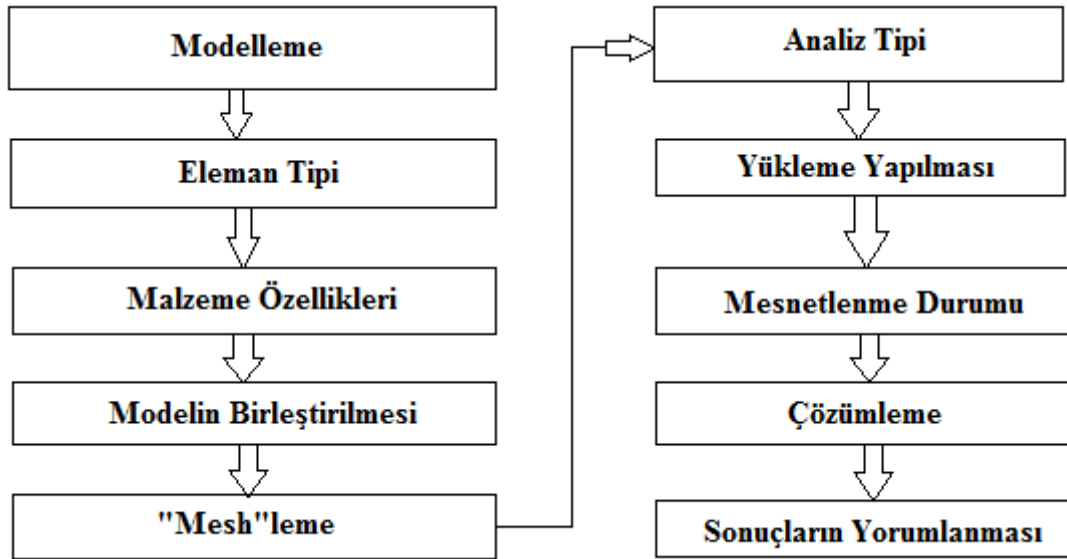 Modelleme
Eleman Tipi
Malzeme Özellikleri
Modelin Birleştirilmesi
"Mesh"leme
Analiz Tipi
Yükleme Yapılması
Mesnetlenme Durumu
Çözümleme
Sonuçların Yorumlanması